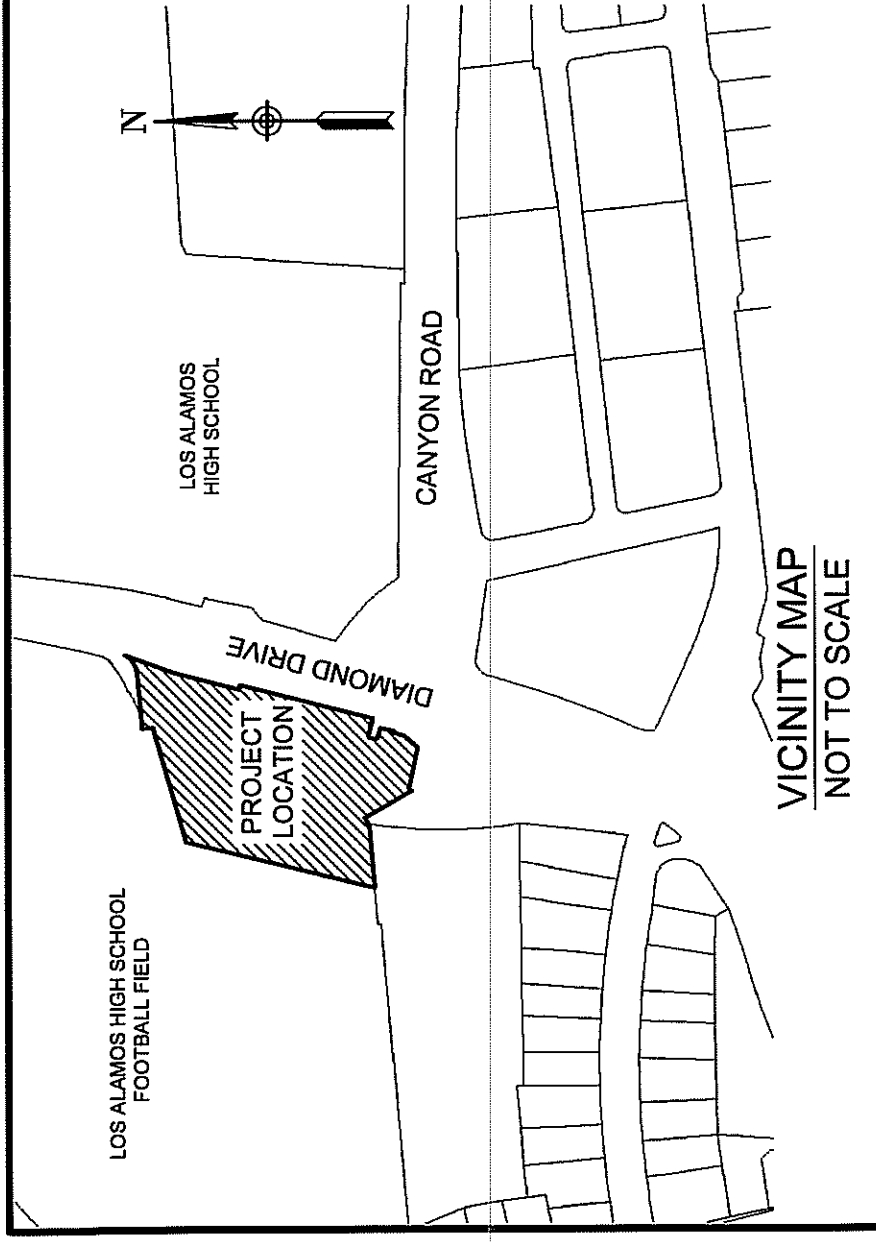 N
LOS ALAMOS
HIGH SCHOOL
CANYON ROAD
DIAMOND DRIVE
PROJECT
LOCATION
LOS ALAMOS HIGH SCHOOL
FOOTBALL FIELD
VICINITY MAP
NOT TO SCALE